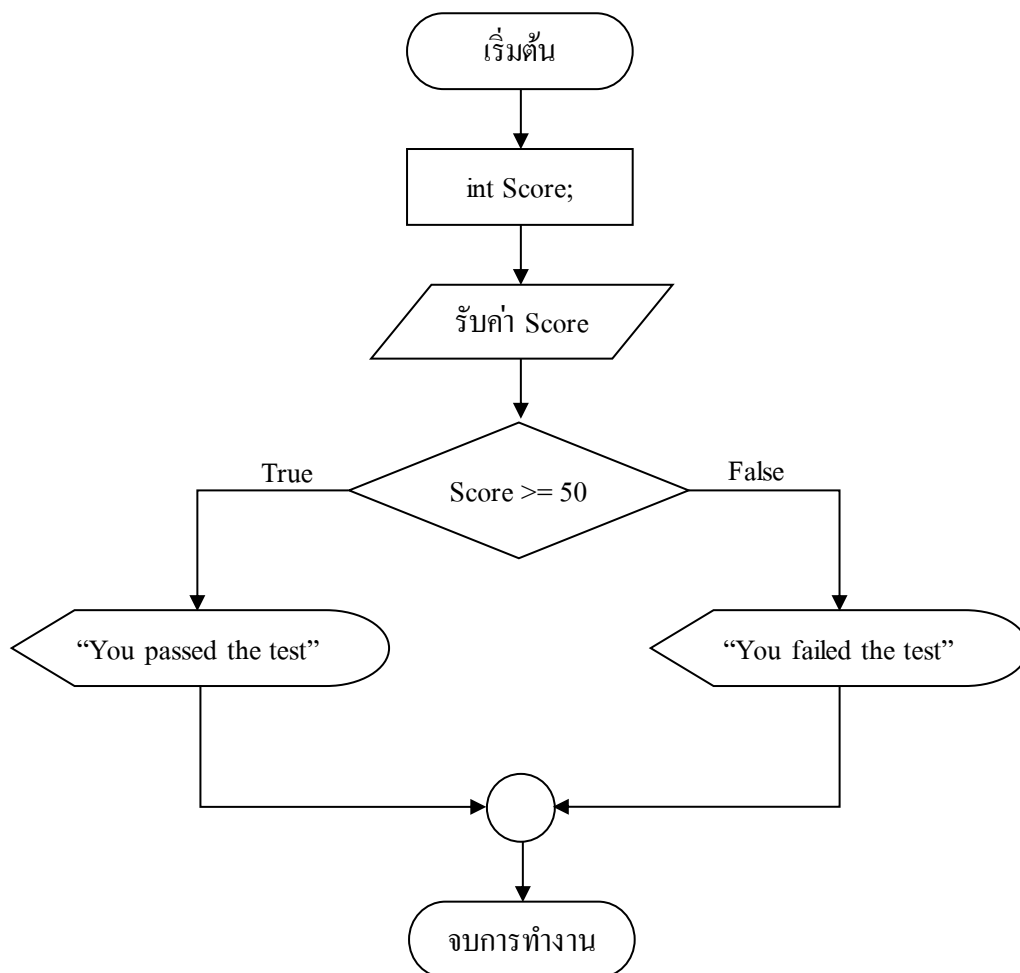 เริ่มต้น
int Score;
รับค่า Score
True
False
Score >= 50
“You passed the test”
“You failed the test”
จบการทำงาน